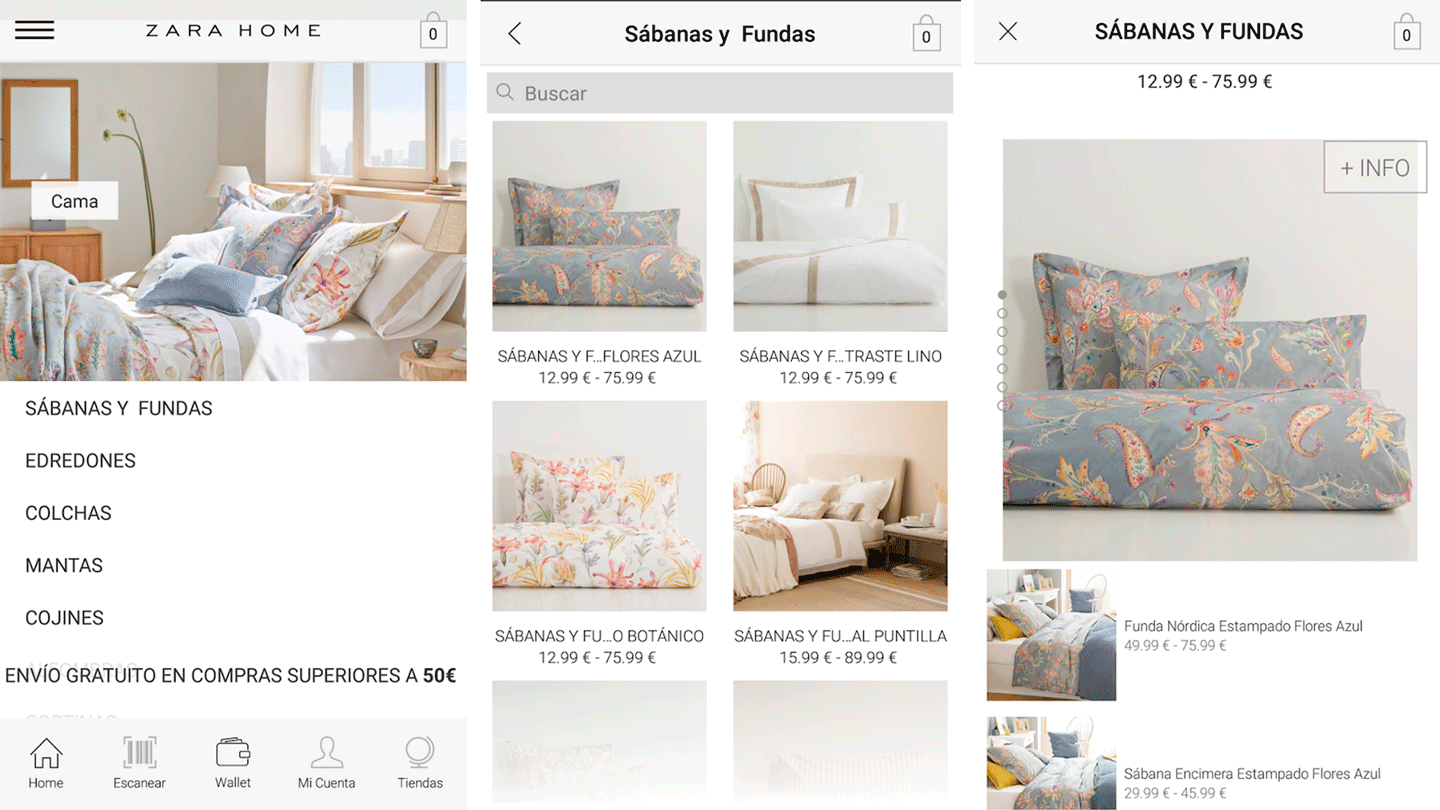 ZARA HOME
0
Cama
SÁBANAS Y FUNDAS
EDREDONES
COLCHAS
MANTAS
COJINES
ALFOMBRAS
ENVÍO GRATUITO EN COMPRAS SUPERIORES A 50€
CORTINAS
Home
Escanear
Wallet
Mi Cuenta
Tiendas
Sábanas y Fundas
0
Buscar
SÁBANAS Y F...FLORES AZUL
12.99 € - 75.99 €
SÁBANAS Y F...TRASTE LINO
12.99 € - 75.99 €
SÁBANAS Y FU...O BOTÁNICO
12.99 € - 75.99 €
SÁBANAS Y FU...AL PUNTILLA
15.99 € - 89.99 €
SÁBANAS Y FUNDAS
0
12.99 € - 75.99 €
+ INFO
Funda Nórdica Estampado Flores Azul
49.99 € - 75.99 €
Sábana Encimera Estampado Flores Azul
29.99 € - 45.99 €